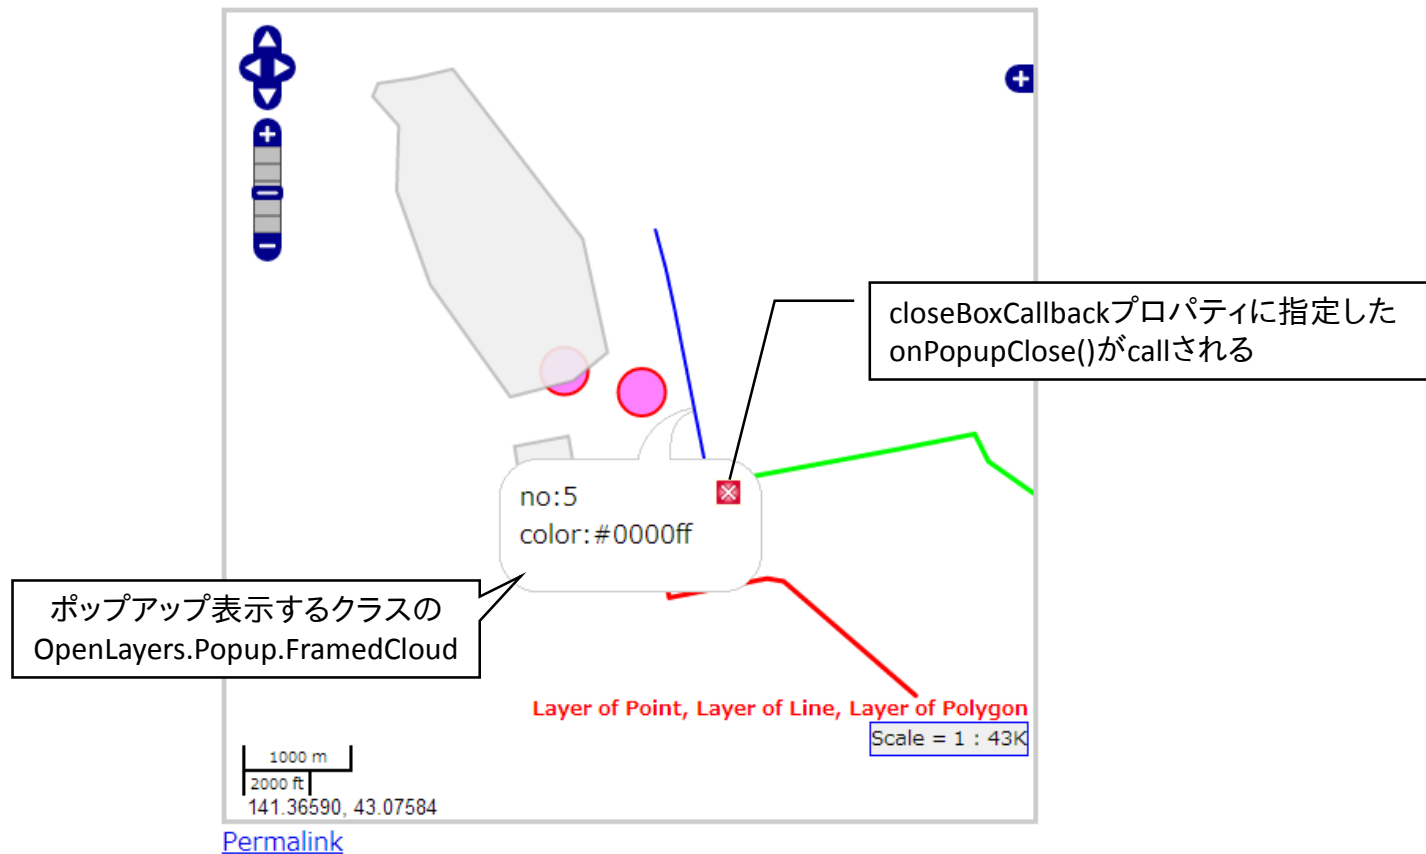 closeBoxCallbackプロパティに指定した
onPopupClose()がcallされる
no:5
color:#0000ff
ポップアップ表示するクラスの
OpenLayers.Popup.FramedCloud
Layer of Point, Layer of Line, Layer of Polygon
Scale = 1 : 43K
1000 m
2000 ft
141.36590, 43.07584
Permalink